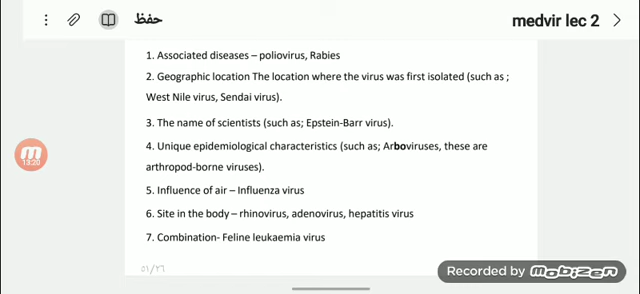 حفظ
medvir lec 2
1. Associated diseases – poliovirus, Rabies
2. Geographic location The location where the virus was first isolated (such as ;
West Nile virus, Sendai virus).
3. The name of scientists (such as; Epstein-Barr virus).
4. Unique epidemiological characteristics (such as; Arboviruses, these are
arthropod-borne viruses).
5. Influence of air – Influenza virus
6. Site in the body – rhinovirus, adenovirus, hepatitis virus
7. Combination- Feline leukaemia virus
13:20
٥٦/٢٦
Recorded by mobizen